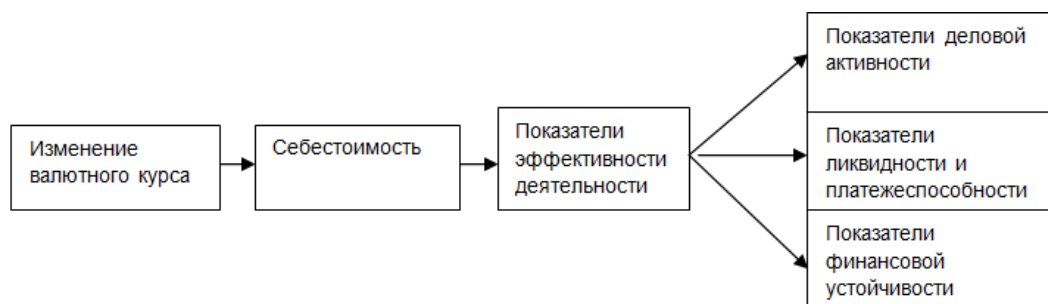 Изменение
валютного курса
Себестоимость
Показатели
эффективности
деятельности
Показатели деловой
активности
Показатели
ликвидности и
платежеспособности
Показатели
финансовой
устойчивости